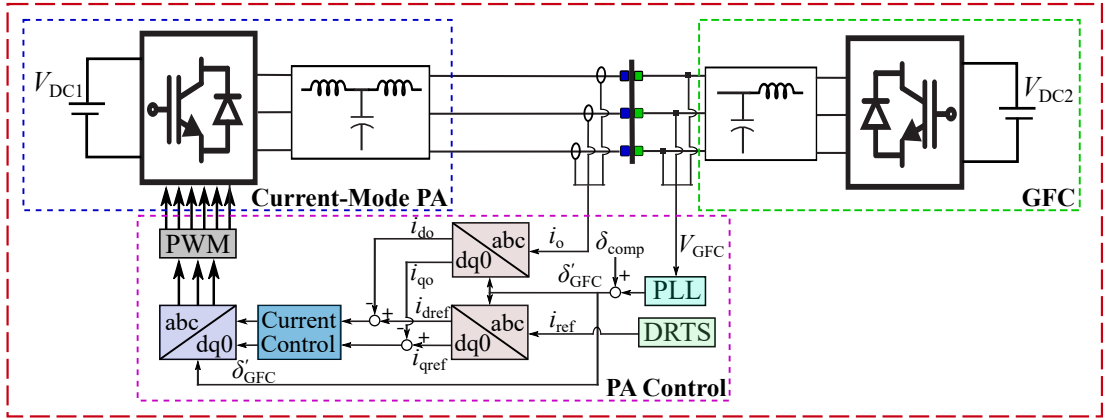 V_DC1
V_DC2
Current-Mode PA
GFC
PWM
i_do
abc
dq0
i_o
δ_comp
V_GFC
i_qo
δ'_GFC
+
PLL
-
+
i_dref
abc
dq0
i_ref
DRTS
abc
dq0
Current
Control
-
+
i_qref
δ'_GFC
PA Control